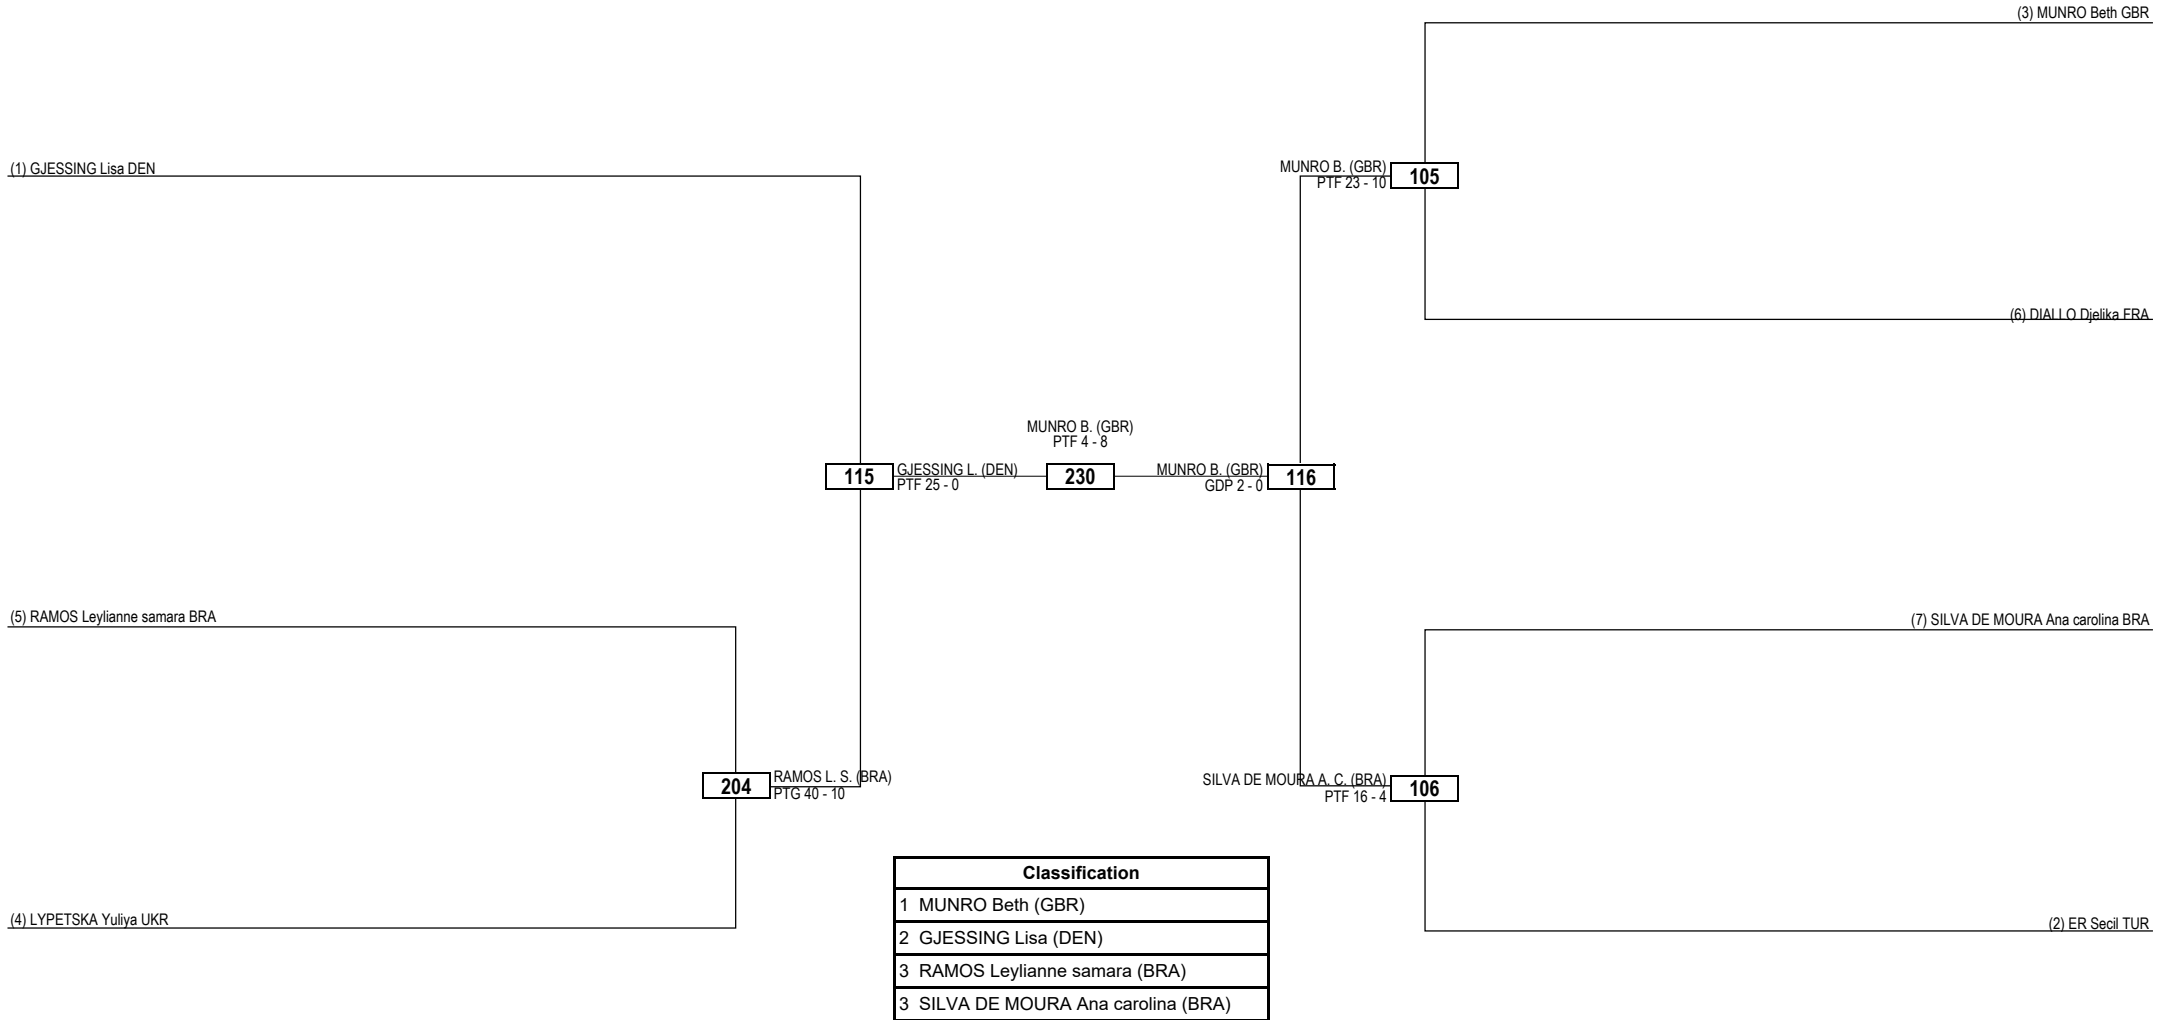 (3) MUNRO Beth GBR
(1) GJESSING Lisa DEN
MUNRO B. (GBR)
PTF 23 - 10
105
(6) DIALLO Djelika FRA
MUNRO B. (GBR)
PTF 4 - 8
115
GJESSING L. (DEN)
PTF 25 - 0
230
MUNRO B. (GBR)
GDP 2 - 0
116
(5) RAMOS Leylianne samara BRA
(7) SILVA DE MOURA Ana carolina BRA
204
RAMOS L. S. (BRA)
PTG 40 - 10
SILVA DE MOURA A. C. (BRA)
PTF 16 - 4
106
(4) LYPETSKA Yuliya UKR
(2) ER Secil TUR
Classification
1 MUNRO Beth (GBR)
2 GJESSING Lisa (DEN)
3 RAMOS Leylianne samara (BRA)
3 SILVA DE MOURA Ana carolina (BRA)